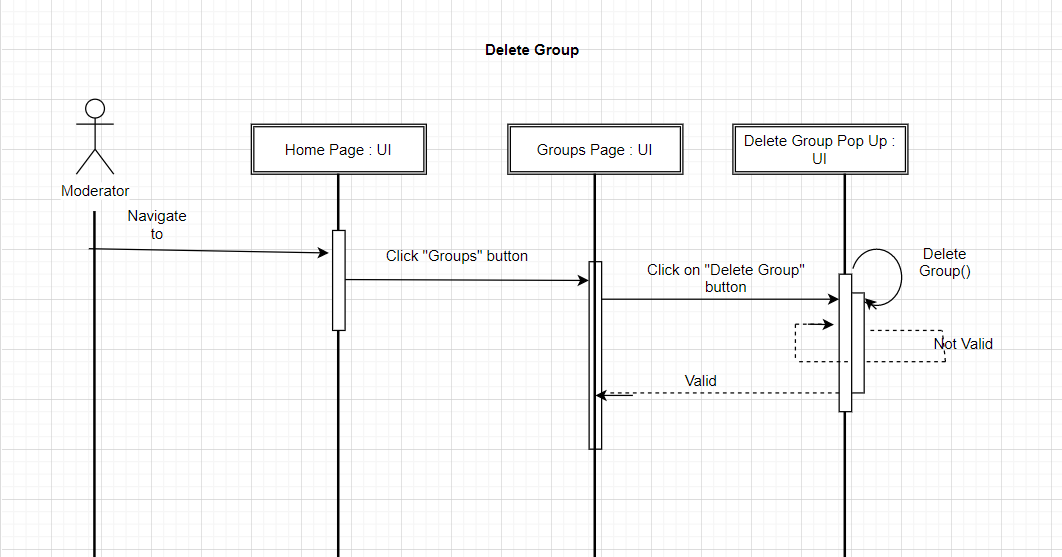 Delete Group
Home Page : UI
Groups Page : UI
Delete Group Pop Up :
UI
Moderator
Navigate
to
Click "Groups" button
Click on "Delete Group"
button
Delete
Group()
Not Valid
Valid